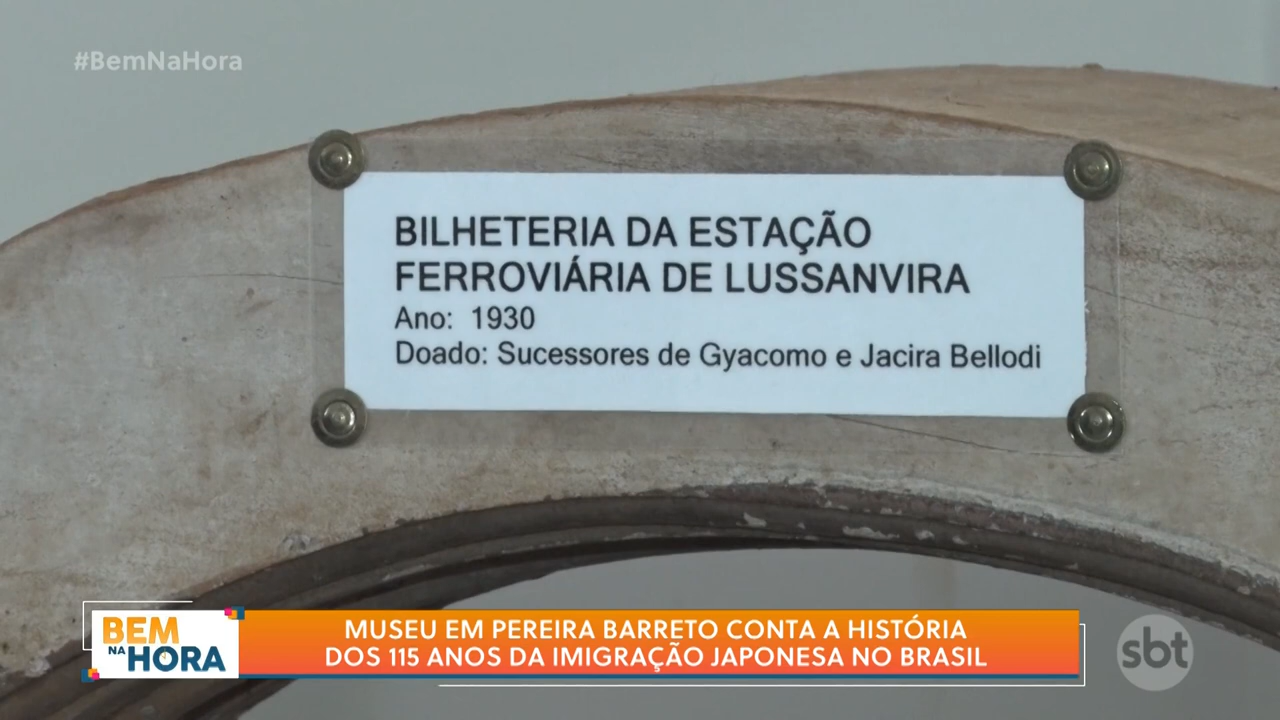 #BemNaHora
BILHETERIA DA ESTAÇÃO
FERROVIÁRIA DE LUSSANVIRA
Ano: 1930
Doado: Sucessores de Gyacomo e Jacira Bellodi
BEM
NA HORA
MUSEU EM PEREIRA BARRETO CONTA A HISTÓRIA
DOS 115 ANOS DA IMIGRAÇÃO JAPONESA NO BRASIL
sbt